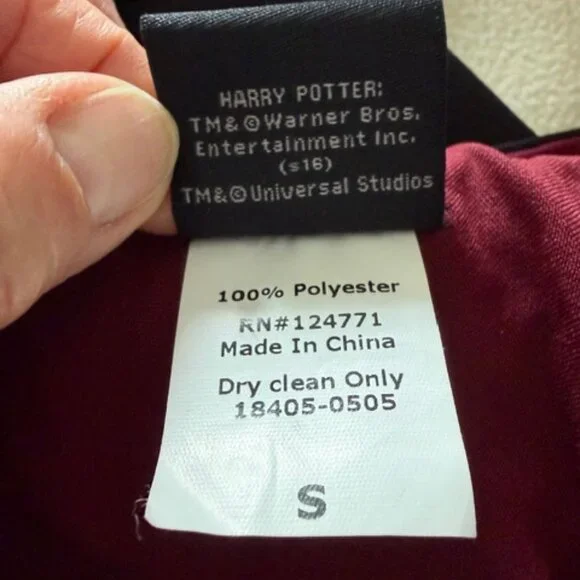 HARRY POTTER:
TM&©Warner Bros.
Entertainment Inc.
(s16)
TM&©Universal Studios
100% Polyester
RN#124771
Made In China
Dry clean Only
18405-0505
S